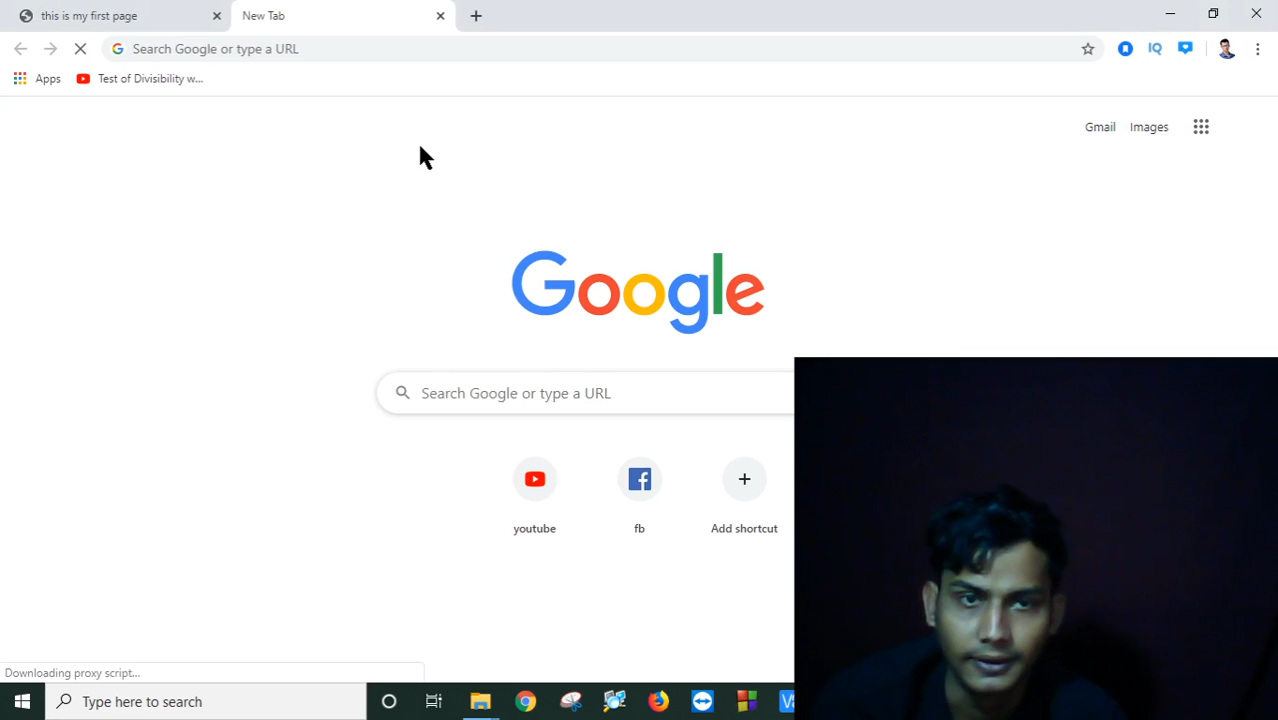 this is my first page
New Tab
Search Google or type a URL
IQ
Apps
Test of Divisibility w...
Gmail
Images
Google
Search Google or type a URL
youtube
fb
Add shortcut
Downloading proxy script...
Type here to search